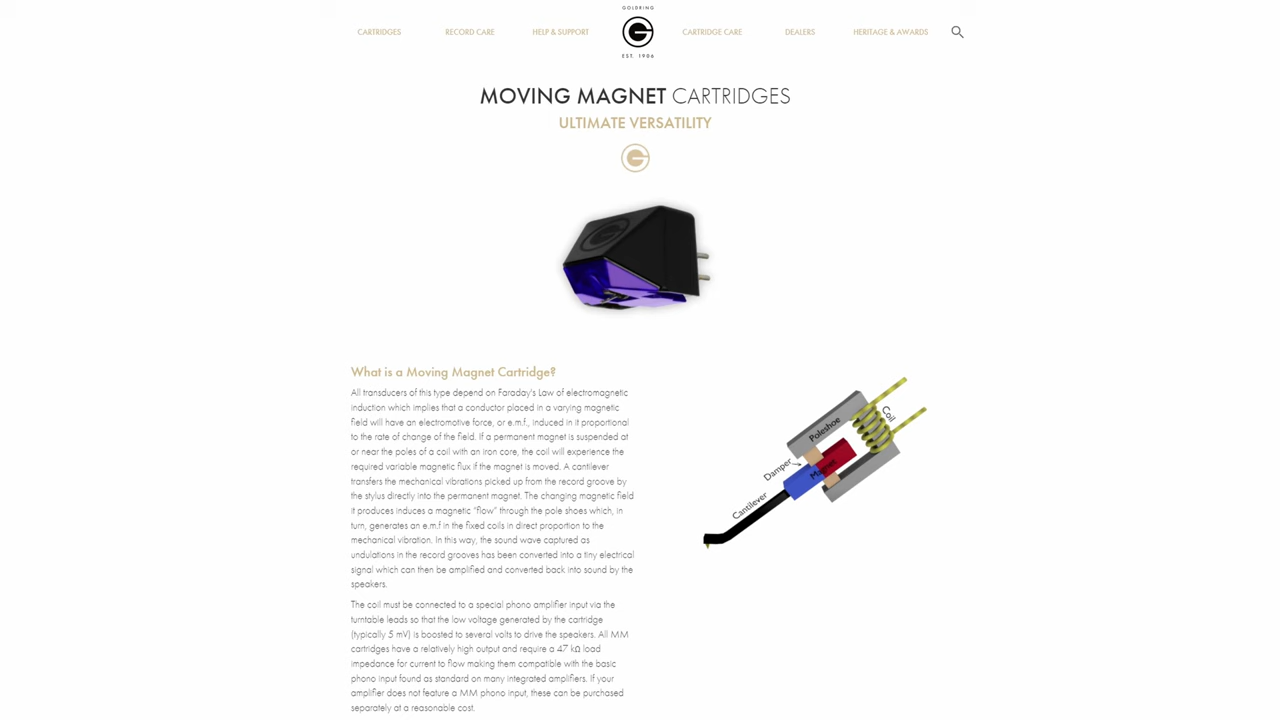 GOLDRING
CARTRIDGES RECORD CARE HELP & SUPPORT CARTRIDGE CARE DEALERS HERITAGE & AWARDS
EST. 1906
MOVING MAGNET CARTRIDGES
ULTIMATE VERSATILITY
What is a Moving Magnet Cartridge?
All transducers of this type depend on Faraday's Law of electromagnetic
induction which implies that a conductor placed in a varying magnetic
field will have an electromotive force, or e.m.f., induced in it proportional
to the rate of change of the field. If a permanent magnet is suspended at
or near the poles of a coil with an iron core, the coil will experience the
required variable magnetic flux if the magnet is moved. A cantilever
transfers the mechanical vibrations picked up from the record groove by
the stylus directly into the permanent magnet. The changing magnetic field
it produces induces a magnetic “flow” through the pole shoes which, in
turn, generates an e.m.f in the fixed coils in direct proportion to the
mechanical vibration. In this way, the sound wave captured as
undulations in the record grooves has been converted into a tiny electrical
signal which can then be amplified and converted back into sound by the
speakers.
The coil must be connected to a special phono amplifier input via the
turntable leads so that the low voltage generated by the cartridge
(typically 5 mV) is boosted to several volts to drive the speakers. All MM
cartridges have a relatively high output and require a 47 kΩ load
impedance for current to flow making them compatible with the basic
phono input found as standard on many integrated amplifiers. If your
amplifier does not feature a MM phono input, these can be purchased
separately at a reasonable cost.
Coil
Poleshoe
Damper
Magnet
Cantilever